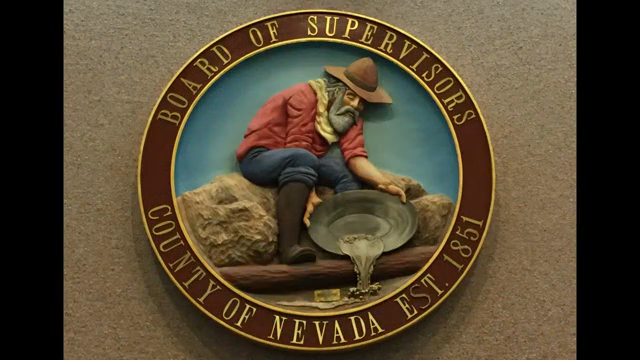 BOARD OF SUPERVISORS
COUNTY OF NEVADA EST. 1851